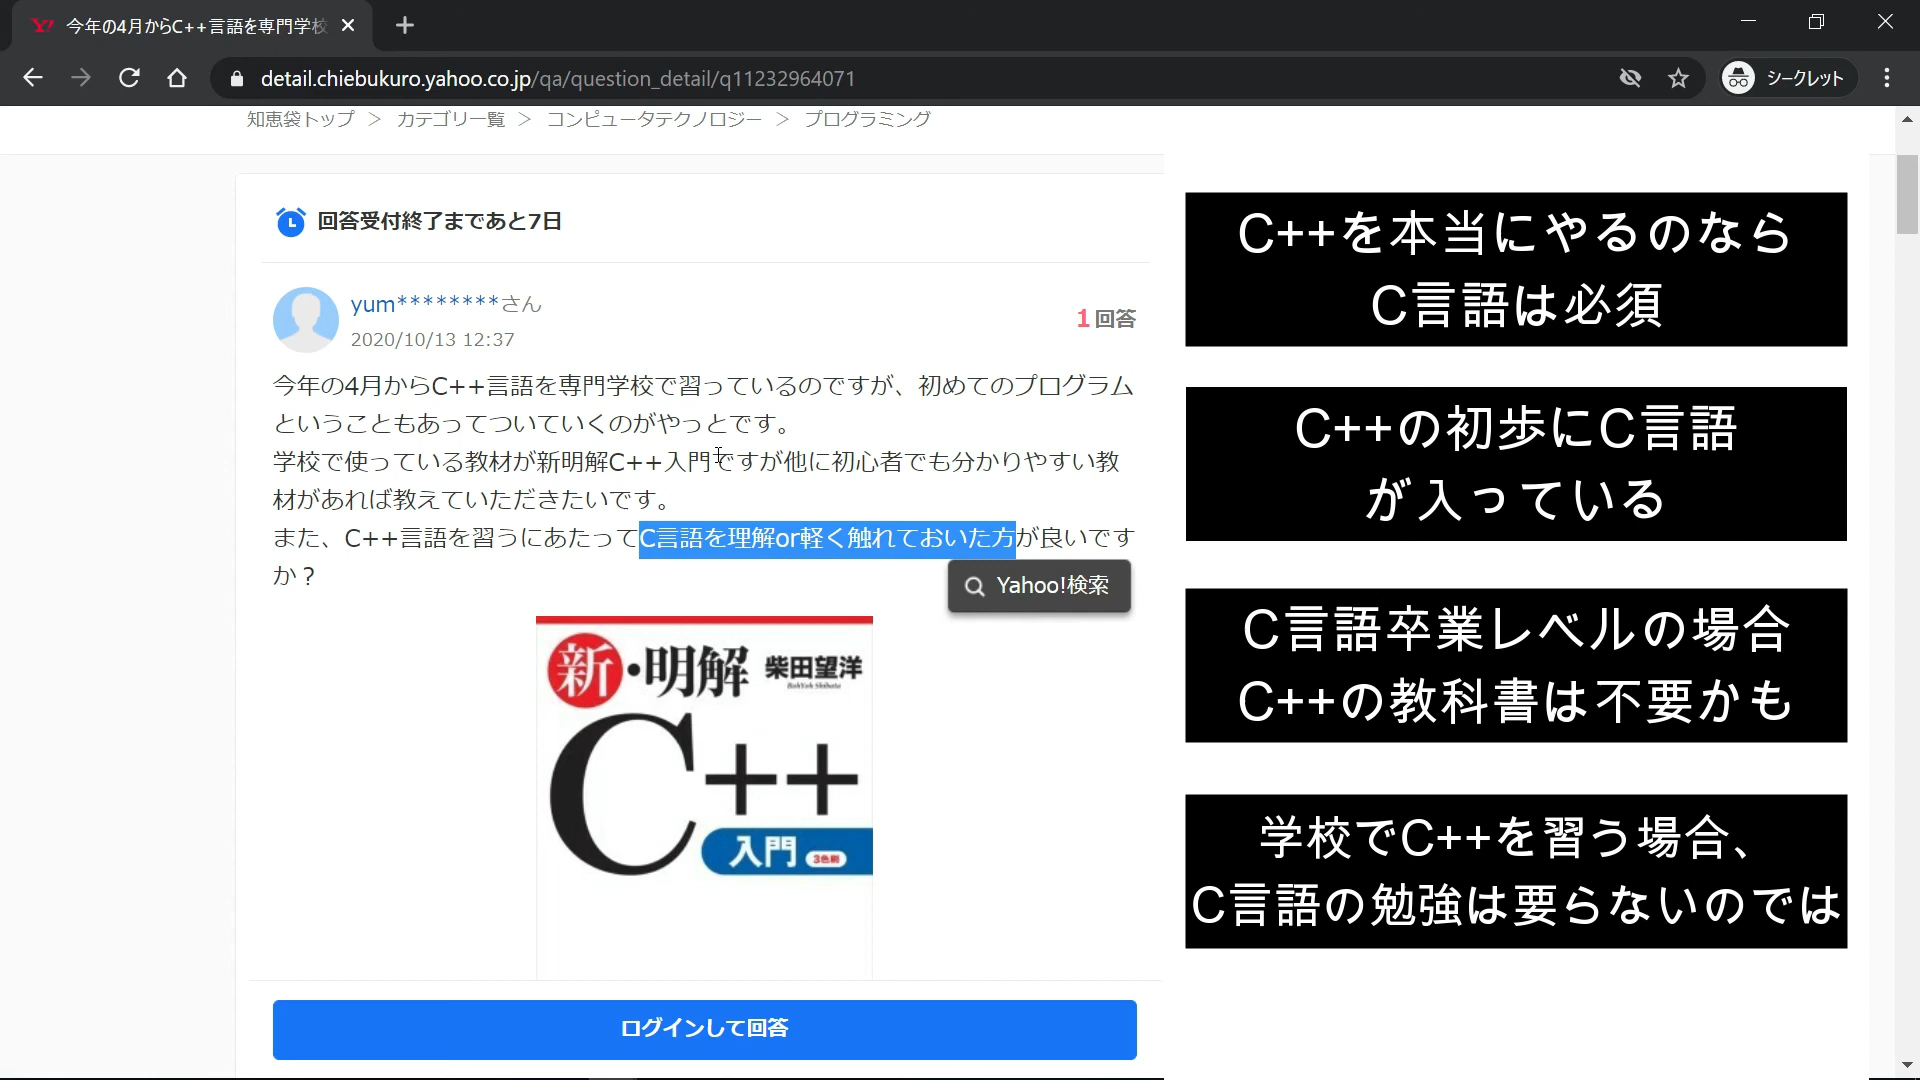 今年の4月からC++言語を専門学校
detail.chiebukuro.yahoo.co.jp/qa/question_detail/q11232964071
シークレット
知恵袋トップ > カテゴリ一覧 > コンピュータテクノロジー > プログラミング
回答受付終了まであと7日
yum********さん
2020/10/13 12:37
1回答
今年の4月からC++言語を専門学校で習っているのですが、初めてのプログラム
ということもあってついていくのがやっとです。
学校で使っている教材が新明解C++入門ですが他に初心者でも分かりやすい教
材があれば教えていただきたいです。
また、C++言語を習うにあたってC言語を理解or軽く触れておいた方が良いです
か？
Yahoo!検索
新・明解 柴田望洋
BohYoh Shibata
C++
入門 3色刷
ログインして回答
C++を本当にやるのなら
C言語は必須
C++の初歩にC言語
が入っている
C言語卒業レベルの場合
C++の教科書は不要かも
学校でC++を習う場合、
C言語の勉強は要らないのでは